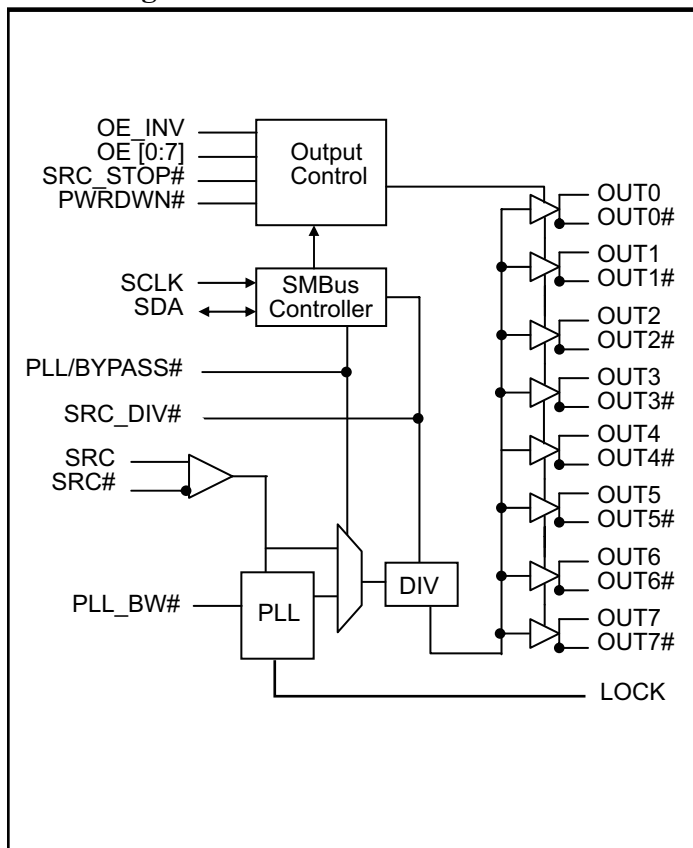 OE_INV
OE [0:7]
SRC_STOP#
PWRDWN#
Output
Control
SCLK
SDA
SMBus
Controller
PLL/BYPASS#
SRC_DIV#
SRC
SRC#
PLL_BW#
PLL
DIV
OUT0
OUT0#
OUT1
OUT1#
OUT2
OUT2#
OUT3
OUT3#
OUT4
OUT4#
OUT5
OUT5#
OUT6
OUT6#
OUT7
OUT7#
LOCK